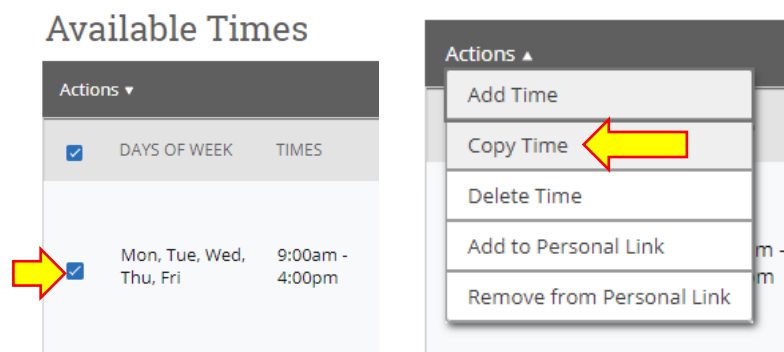 Available Times
Actions ▾
DAYS OF WEEK TIMES
Mon, Tue, Wed, 9:00am -
Thu, Fri 4:00pm
Actions ▴
Add Time
Copy Time
Delete Time
Add to Personal Link
Remove from Personal Link
m -
m